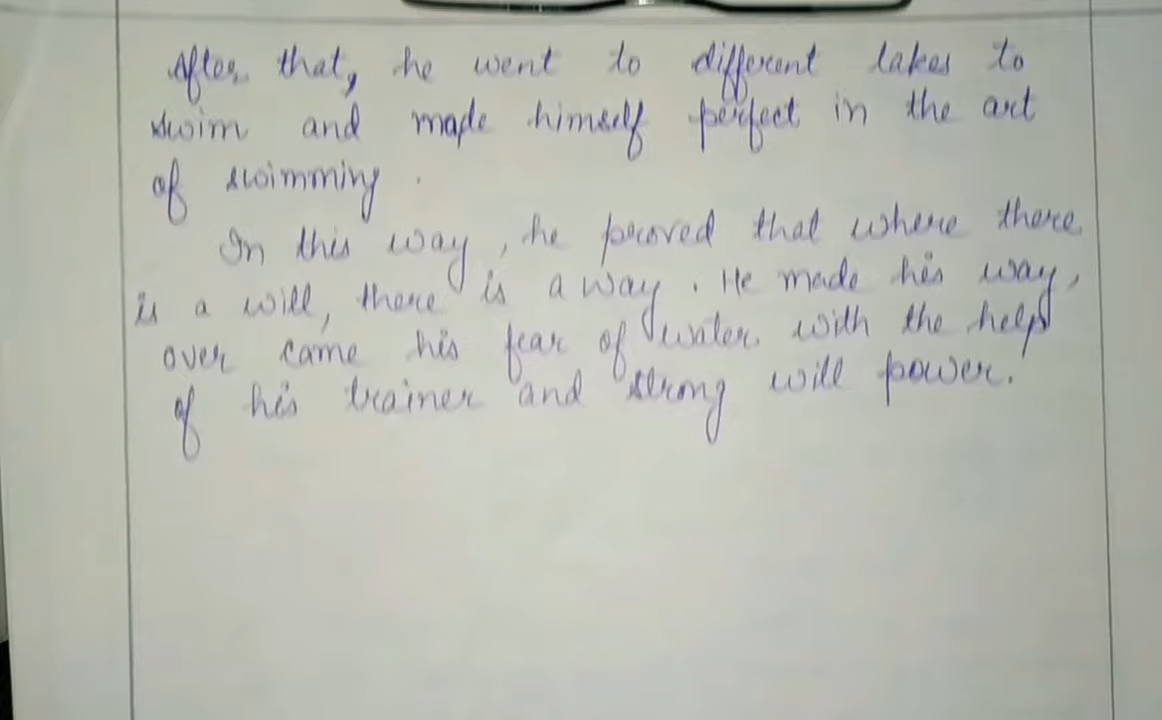 After that, he went to different lakes to
swim and made himself perfect in the art
of swimming.
In this way, he proved that where there
is a will, there is a way. He made his way,
over came his fear of water with the help
of his trainer and strong will power.